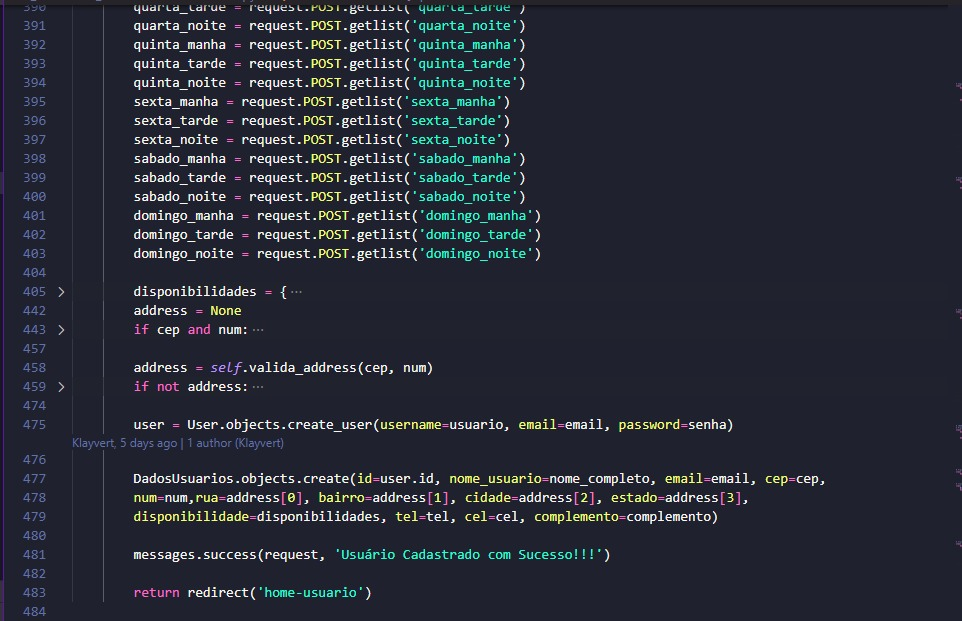 390 quarta_tarde = request.POST.getlist('quarta_tarde')
391 quarta_noite = request.POST.getlist('quarta_noite')
392 quinta_manha = request.POST.getlist('quinta_manha')
393 quinta_tarde = request.POST.getlist('quinta_tarde')
394 quinta_noite = request.POST.getlist('quinta_noite')
395 sexta_manha = request.POST.getlist('sexta_manha')
396 sexta_tarde = request.POST.getlist('sexta_tarde')
397 sexta_noite = request.POST.getlist('sexta_noite')
398 sabado_manha = request.POST.getlist('sabado_manha')
399 sabado_tarde = request.POST.getlist('sabado_tarde')
400 sabado_noite = request.POST.getlist('sabado_noite')
401 domingo_manha = request.POST.getlist('domingo_manha')
402 domingo_tarde = request.POST.getlist('domingo_tarde')
403 domingo_noite = request.POST.getlist('domingo_noite')
404
405 disponibilidades = {···
442 address = None
443 if cep and num:···
457
458 address = self.valida_address(cep, num)
459 if not address:···
474
475 user = User.objects.create_user(username=usuario, email=email, password=senha)
Klayvert, 5 days ago | 1 author (Klayvert)
476
477 DadosUsuarios.objects.create(id=user.id, nome_usuario=nome_completo, email=email, cep=cep,
478 num=num,rua=address[0], bairro=address[1], cidade=address[2], estado=address[3],
479 disponibilidade=disponibilidades, tel=tel, cel=cel, complemento=complemento)
480
481 messages.success(request, 'Usuário Cadastrado com Sucesso!!!')
482
483 return redirect('home-usuario')
484